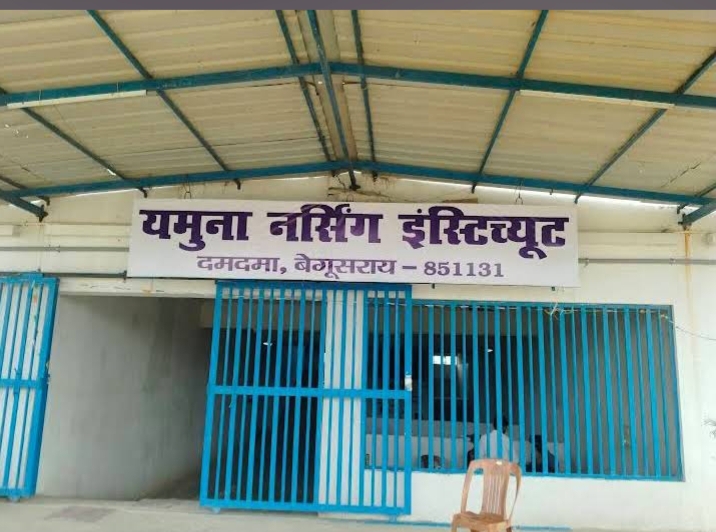 यमुना नर्सिंग इंस्टिच्यूट
दमदमा, बेगूसराय – 851131